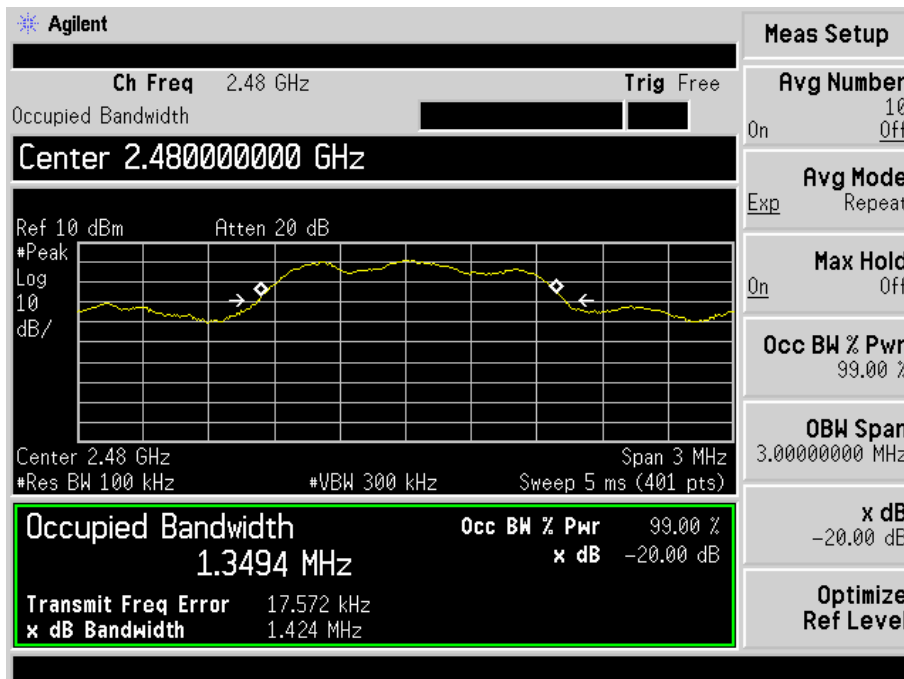 Agilent
Ch Freq 2.48 GHz Trig Free
Occupied Bandwidth
Center 2.480000000 GHz
Ref 10 dBm Atten 20 dB
#Peak
Log
10
dB/
Center 2.48 GHz Span 3 MHz
#Res BW 100 kHz #VBW 300 kHz Sweep 5 ms (401 pts)
Occupied Bandwidth
1.3494 MHz
Occ BW % Pwr 99.00 %
x dB -20.00 dB
Transmit Freq Error 17.572 kHz
x dB Bandwidth 1.424 MHz
Meas Setup
Avg Number
10
On Off
Avg Mode
Exp Repeat
Max Hold
On Off
Occ BW % Pwr
99.00 %
OBW Span
3.00000000 MHz
x dB
-20.00 dB
Optimize
Ref Level